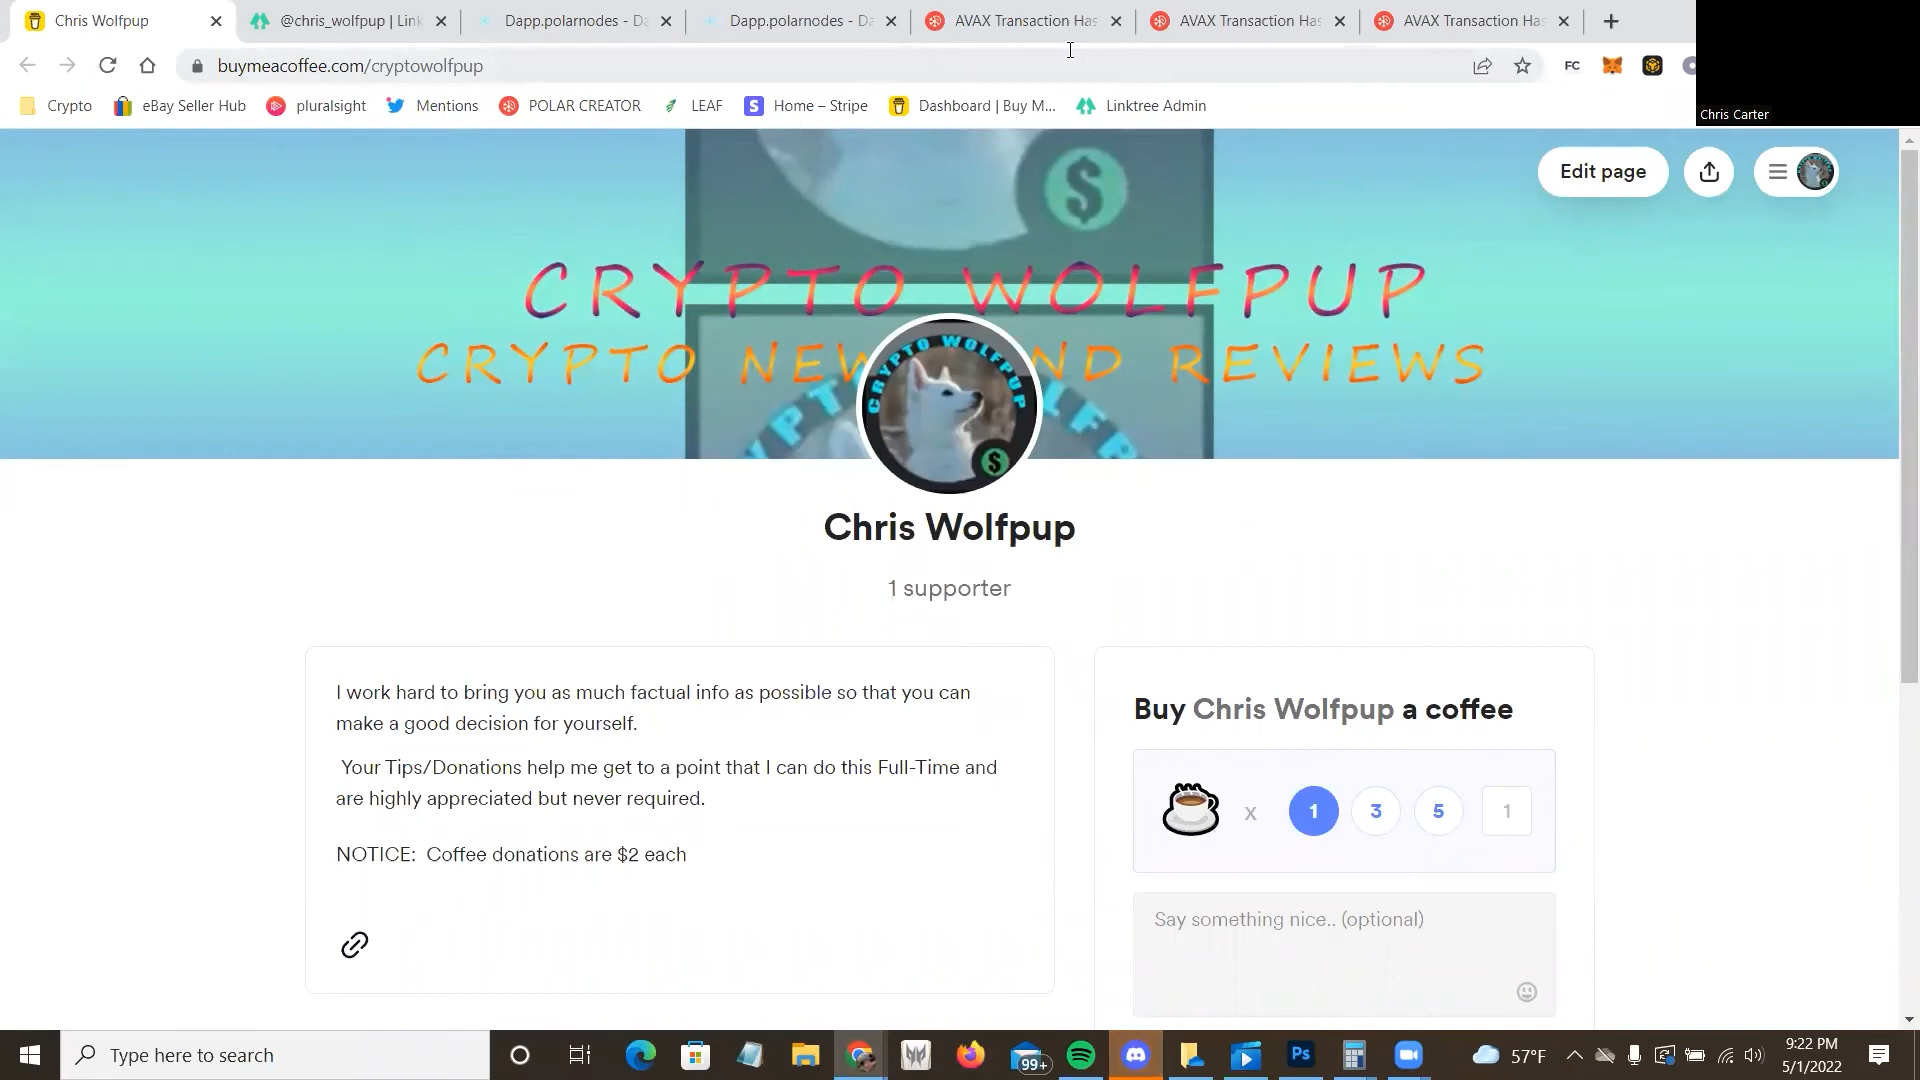 Chris Wolfpup
@chris_wolfpup | Link
Dapp.polarnodes - Da
Dapp.polarnodes - Da
AVAX Transaction Has
AVAX Transaction Has
AVAX Transaction Has
buymeacoffee.com/cryptowolfpup
FC
Crypto
eBay Seller Hub
pluralsight
Mentions
POLAR CREATOR
LEAF
Home – Stripe
Dashboard | Buy M...
Linktree Admin
Chris Carter
Edit page
CRYPTO WOLFPUP
CRYPTO NEW ND REVIEWS
CRYPTO WOLFPUP
$
$
Chris Wolfpup
1 supporter
I work hard to bring you as much factual info as possible so that you can
make a good decision for yourself.
Your Tips/Donations help me get to a point that I can do this Full-Time and
are highly appreciated but never required.
NOTICE: Coffee donations are $2 each
Buy Chris Wolfpup a coffee
x 1 3 5 1
Say something nice.. (optional)
Type here to search
99+
Ps
57°F
9:22 PM
5/1/2022